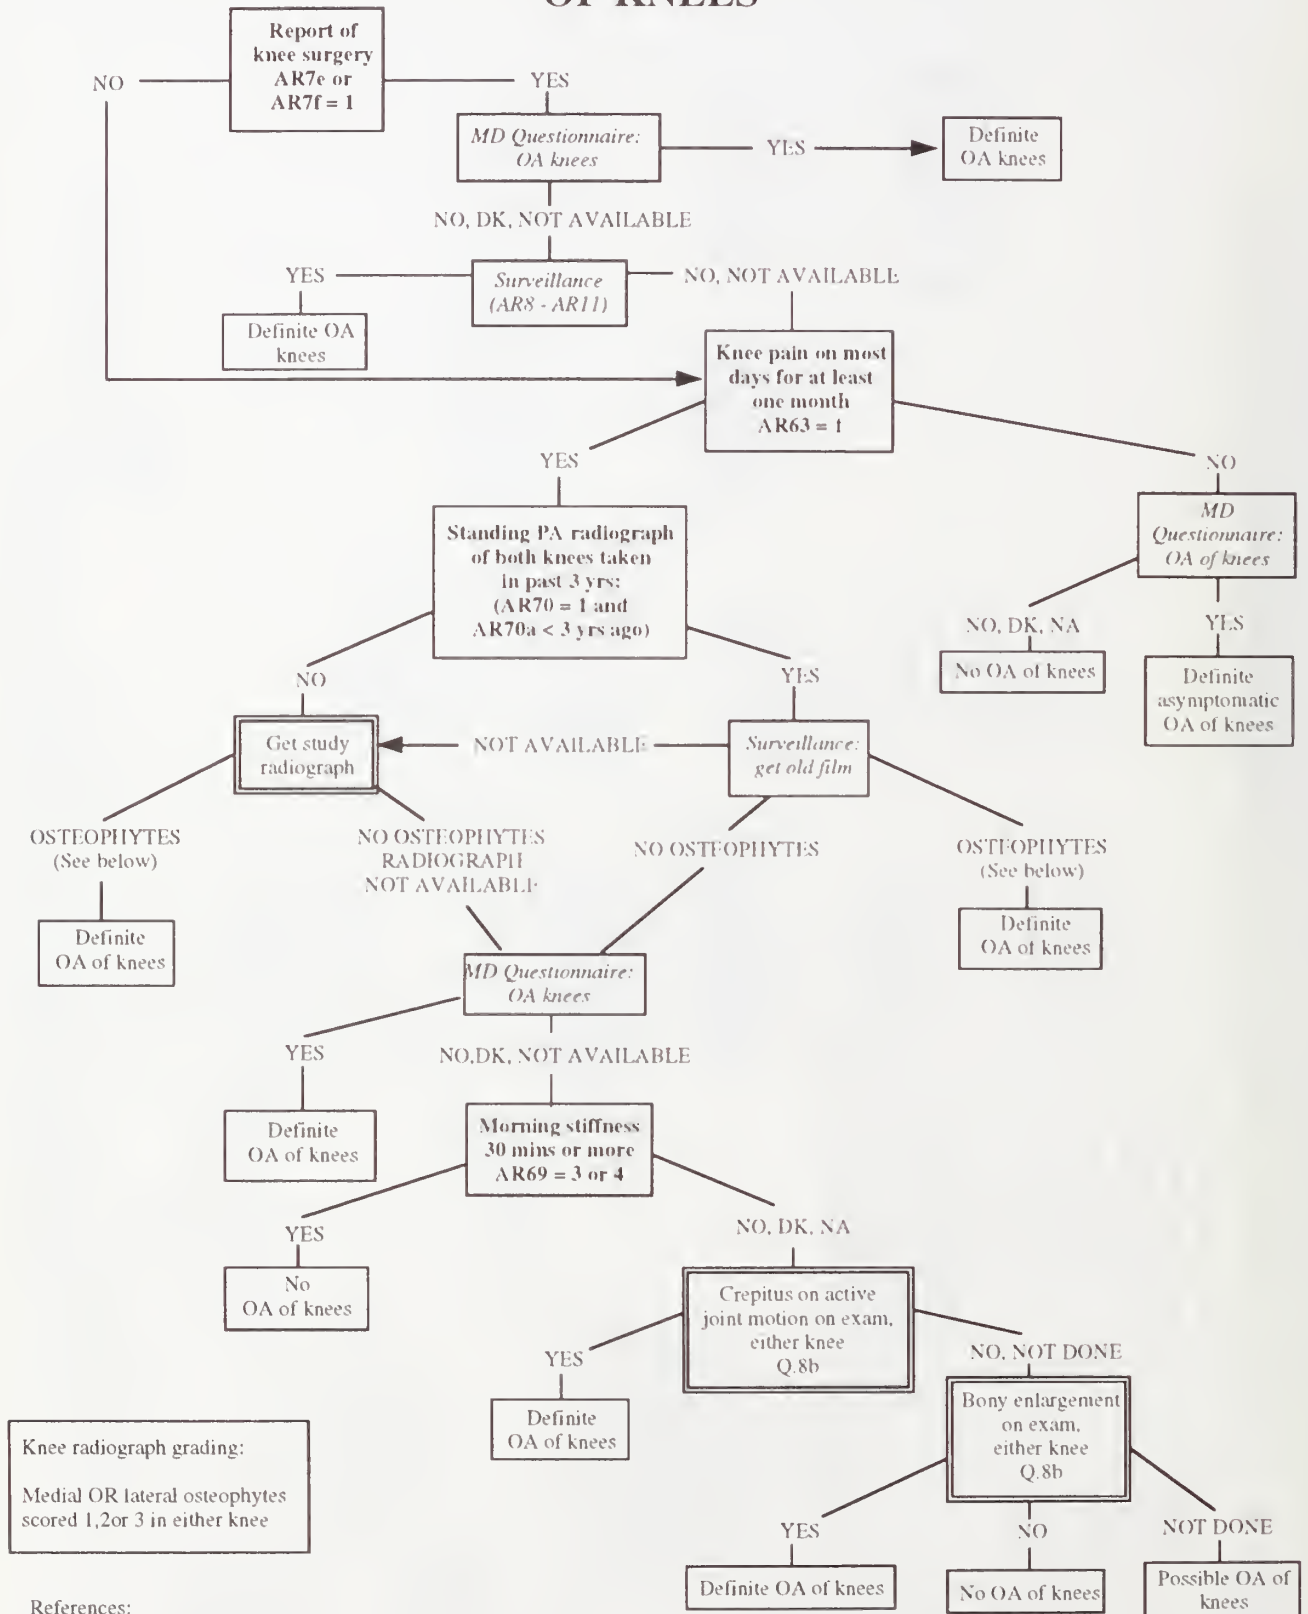 OF KNEES
Report of
knee surgery
AR7e or
AR7f = 1
NO
YES
MD Questionnaire:
OA knees
YES
Definite
OA knees
NO, DK, NOT AVAILABLE
YES
Surveillance
(AR8 - AR11)
NO, NOT AVAILABLE
Definite OA
knees
Knee pain on most
days for at least
one month
AR63 = 1
YES
NO
Standing PA radiograph
of both knees taken
in past 3 yrs:
(AR70 = 1 and
AR70a < 3 yrs ago)
MD
Questionnaire:
OA of knees
NO, DK, NA
YES
No OA of knees
Definite
asymptomatic
OA of knees
NO
YES
Get study
radiograph
NOT AVAILABLE
Surveillance:
get old film
OSTEOPHYTES
(See below)
NO OSTEOPHYTES
RADIOGRAPH
NOT AVAILABLE
NO OSTEOPHYTES
OSTEOPHYTES
(See below)
Definite
OA of knees
Definite
OA of knees
MD Questionnaire:
OA knees
YES
NO,DK, NOT AVAILABLE
Definite
OA of knees
Morning stiffness
30 mins or more
AR69 = 3 or 4
YES
NO, DK, NA
No
OA of knees
Crepitus on active
joint motion on exam,
either knee
Q.8b
YES
NO, NOT DONE
Definite
OA of knees
Bony enlargement
on exam,
either knee
Q.8b
Knee radiograph grading:
Medial OR lateral osteophytes
scored 1,2or 3 in either knee
YES
NO
NOT DONE
Definite OA of knees
No OA of knees
Possible OA of
knees
References: